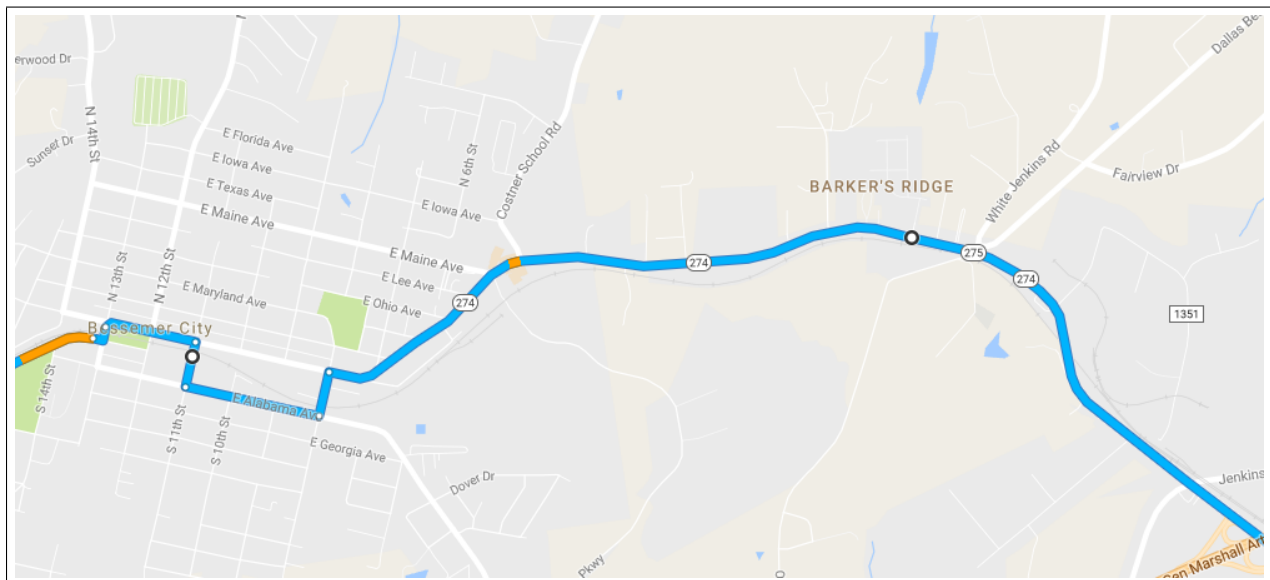 erwood Dr
N 14th St
Sunset Dr
E Florida Ave
E Iowa Ave
E Texas Ave
E Maine Ave
N 6th St
Costner School Rd
E Iowa Ave
E Maine Ave
E Lee Ave
E Ohio Ave
E Maryland Ave
N 13th St
N 12th St
Bessemer City
274
274
BARKER'S RIDGE
White Jenkins Rd
Dallas Be
Fairview Dr
275
274
1351
S 14th St
S 11th St
S 10th St
E Alabama Av
E Georgia Ave
Dover Dr
Pkwy
Jenkins
Sen Marshall Art